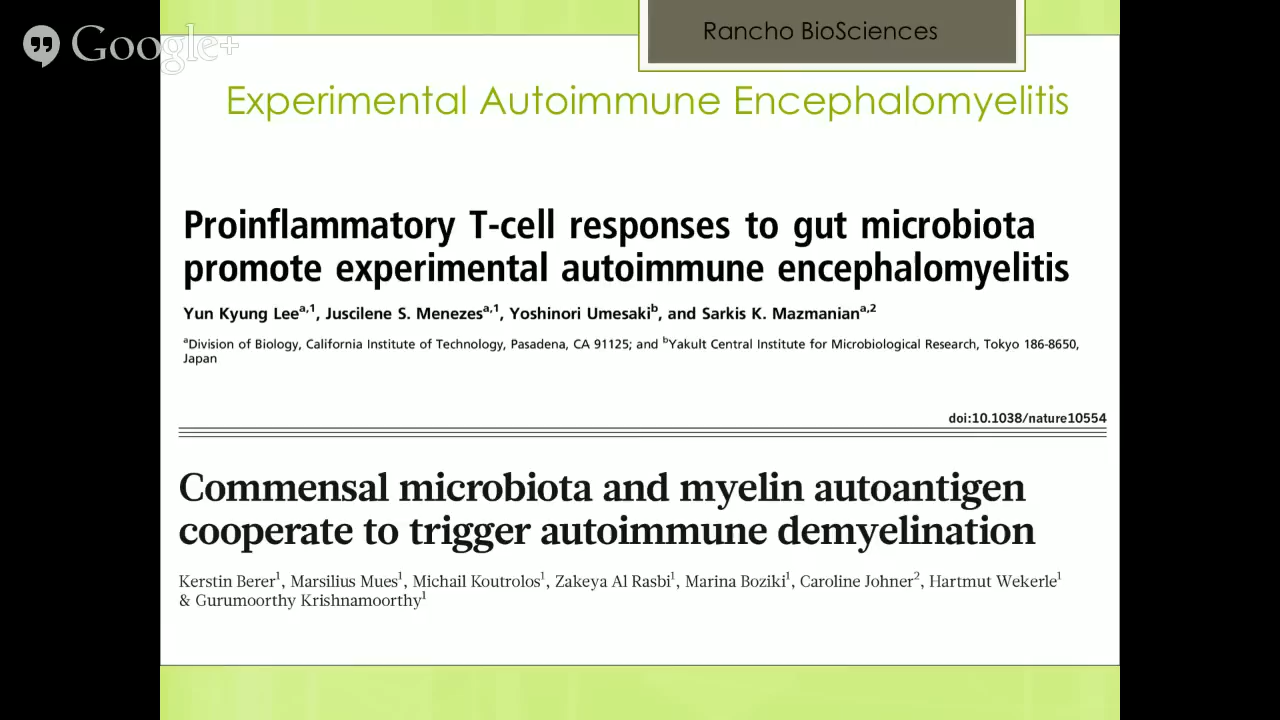 Google+
Rancho BioSciences
Experimental Autoimmune Encephalomyelitis
Proinflammatory T-cell responses to gut microbiota
promote experimental autoimmune encephalomyelitis
Yun Kyung Leea,1, Juscilene S. Menezesa,1, Yoshinori Umesakib, and Sarkis K. Mazmaniana,2
aDivision of Biology, California Institute of Technology, Pasadena, CA 91125; and bYakult Central Institute for Microbiological Research, Tokyo 186-8650,
Japan
doi:10.1038/nature10554
Commensal microbiota and myelin autoantigen
cooperate to trigger autoimmune demyelination
Kerstin Berer1, Marsilius Mues1, Michail Koutrolos1, Zakeya Al Rasbi1, Marina Boziki1, Caroline Johner2, Hartmut Wekerle1
& Gurumoorthy Krishnamoorthy1